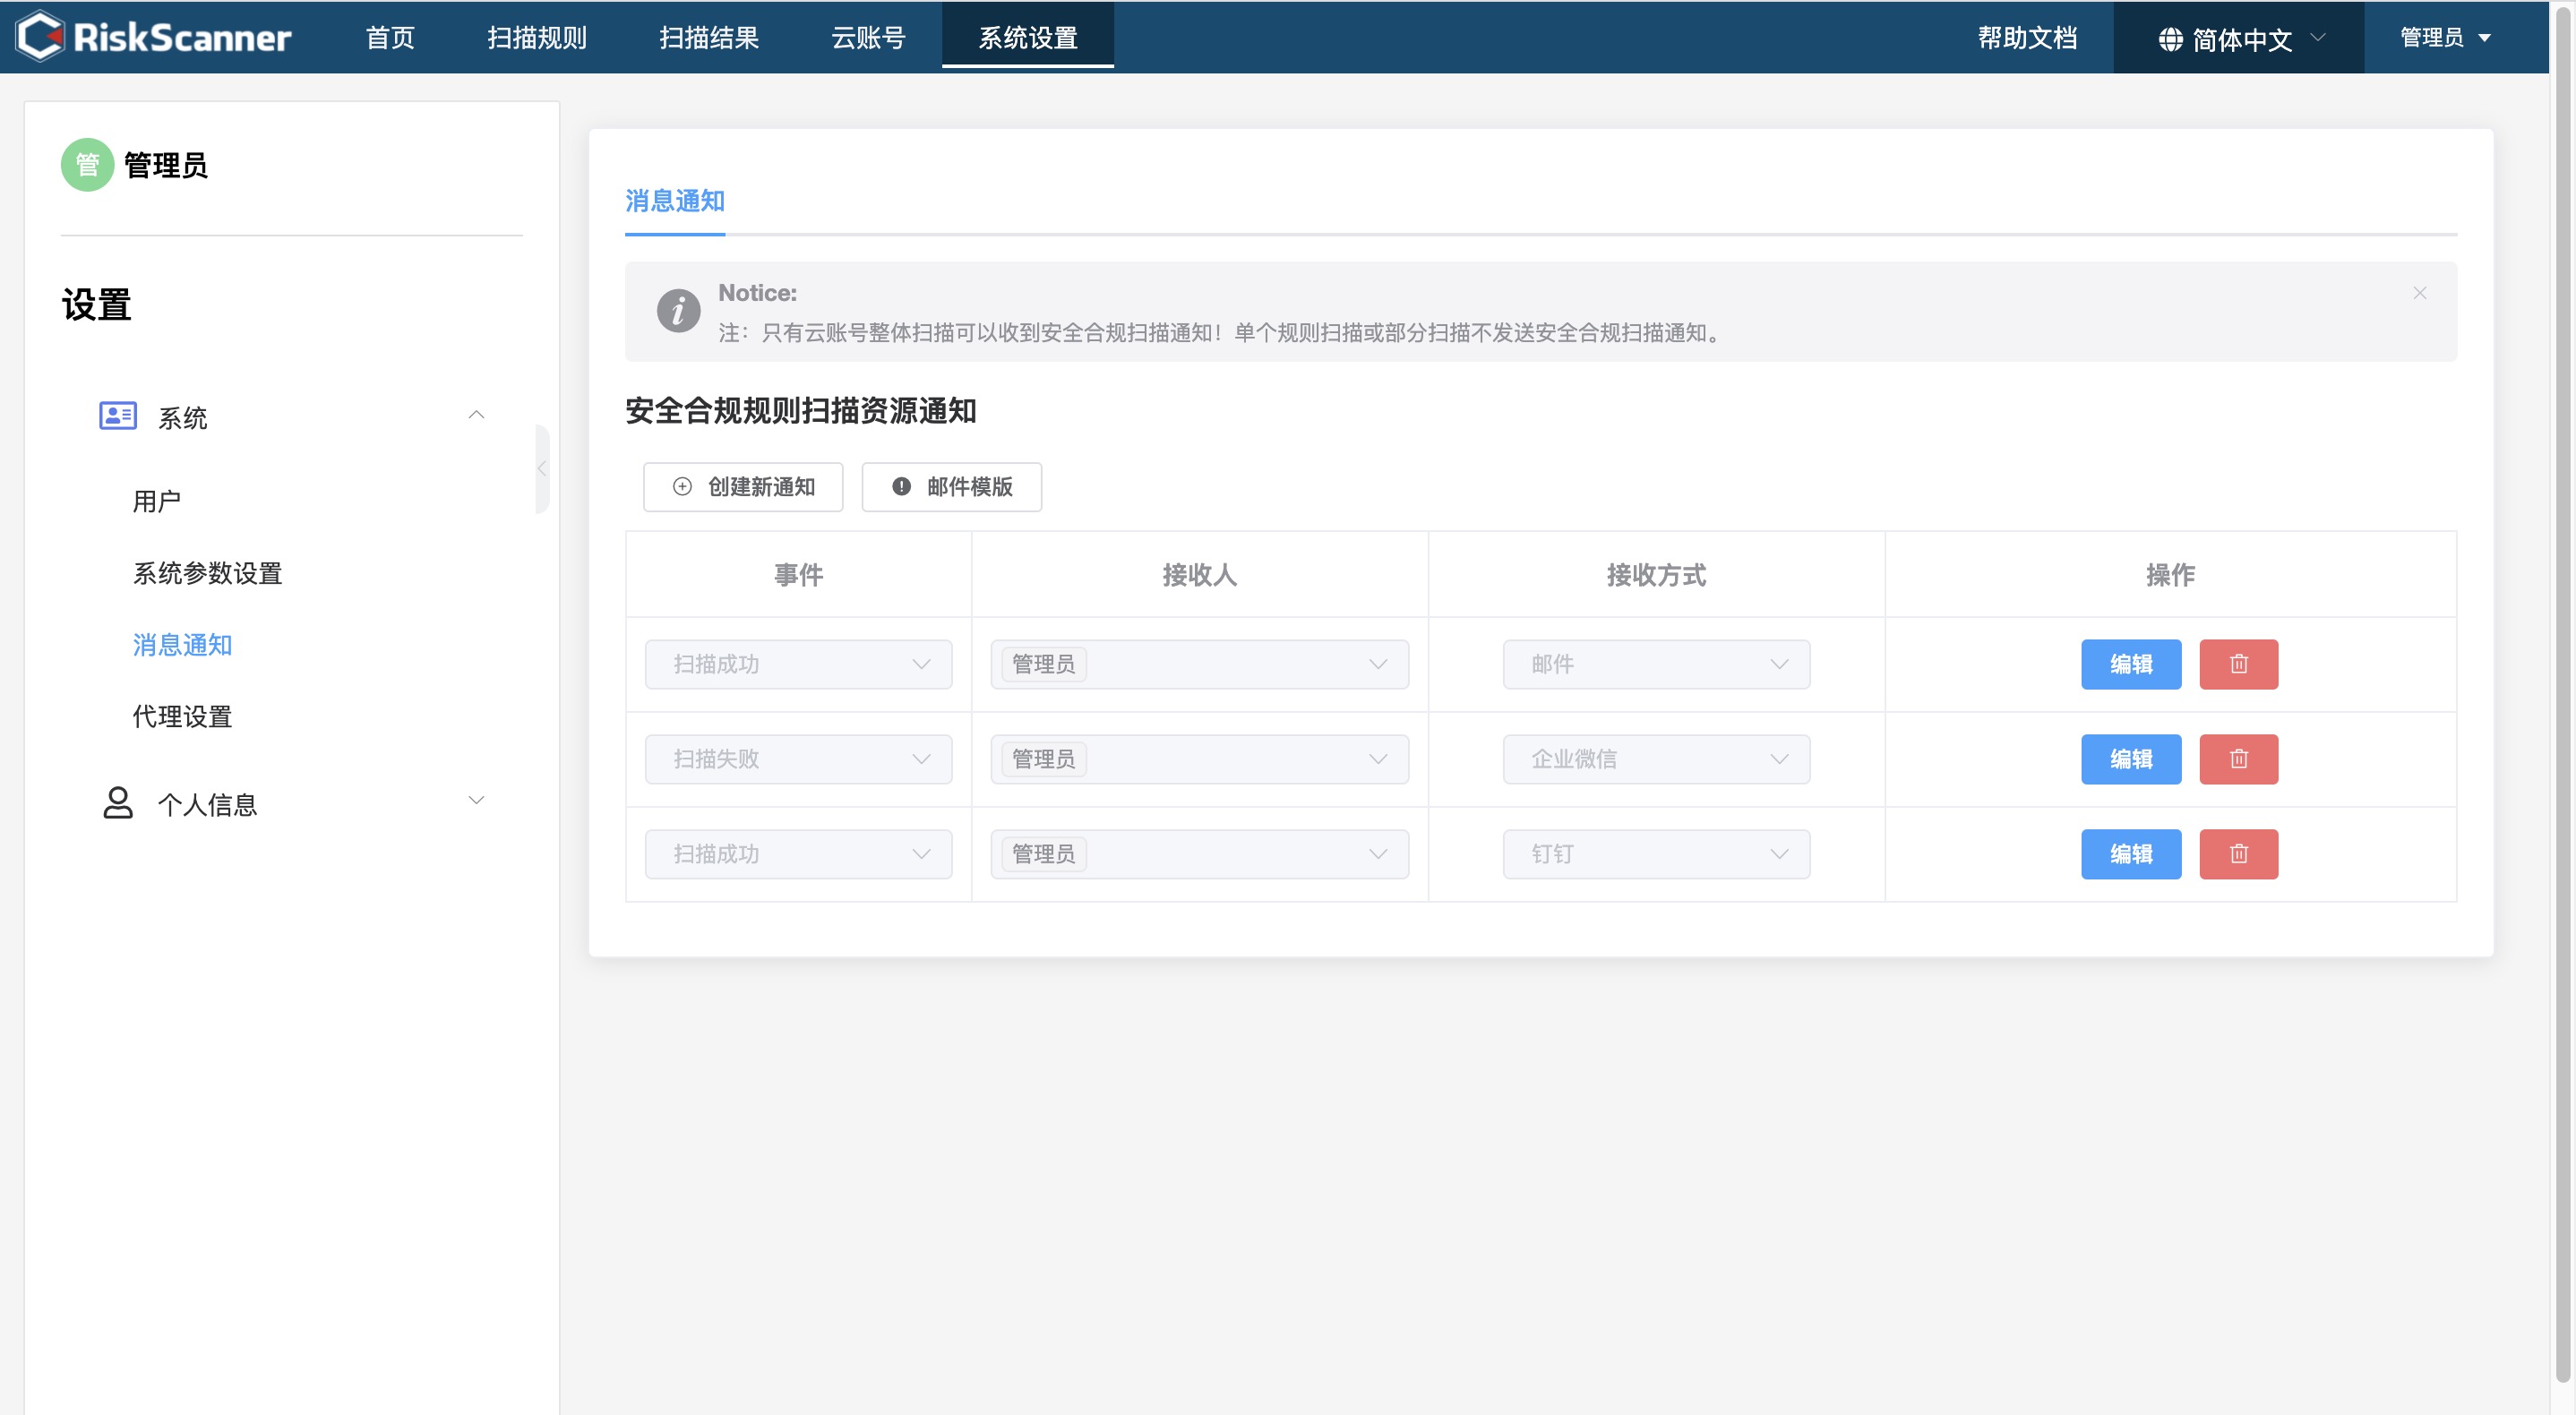 RiskScanner 首页 扫描规则 扫描结果 云账号 系统设置 帮助文档 简体中文 管理员
管 管理员
设置
系统
用户
系统参数设置
消息通知
代理设置
个人信息
消息通知
Notice:
注：只有云账号整体扫描可以收到安全合规扫描通知！单个规则扫描或部分扫描不发送安全合规扫描通知。
安全合规规则扫描资源通知
创建新通知 邮件模版
事件 接收人 接收方式 操作
扫描成功 管理员 邮件 编辑
扫描失败 管理员 企业微信 编辑
扫描成功 管理员 钉钉 编辑